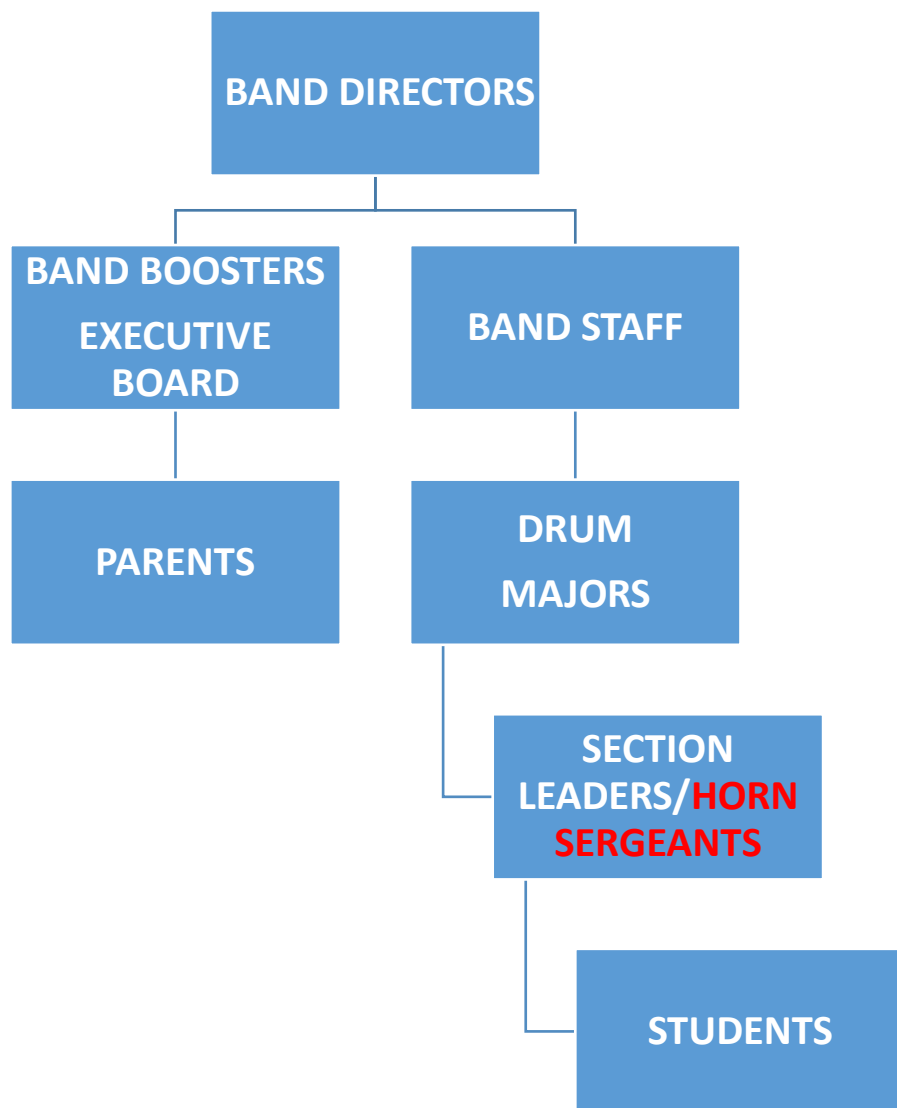 BAND DIRECTORS
BAND BOOSTERS
EXECUTIVE
BOARD
BAND STAFF
PARENTS
DRUM
MAJORS
SECTION
LEADERS/HORN
SERGEANTS
STUDENTS